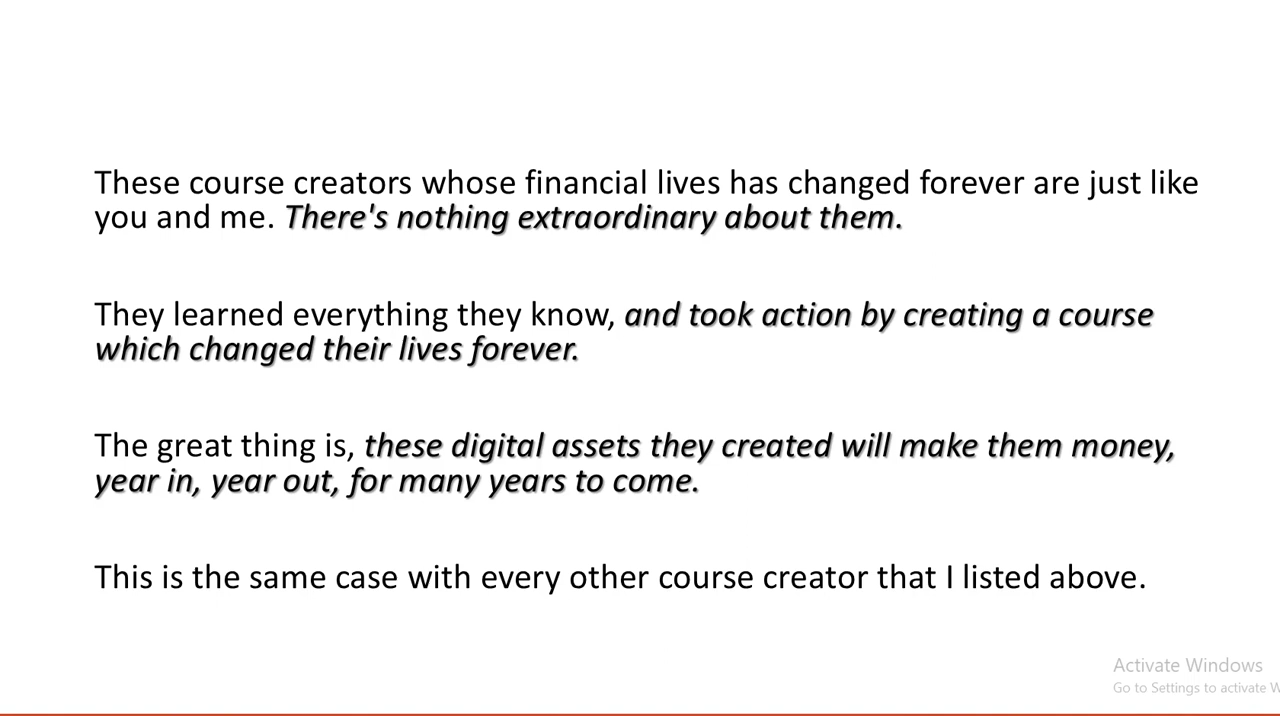 These course creators whose financial lives has changed forever are just like
you and me. There's nothing extraordinary about them.
They learned everything they know, and took action by creating a course
which changed their lives forever.
The great thing is, these digital assets they created will make them money,
year in, year out, for many years to come.
This is the same case with every other course creator that I listed above.
Activate Windows
Go to Settings to activate W